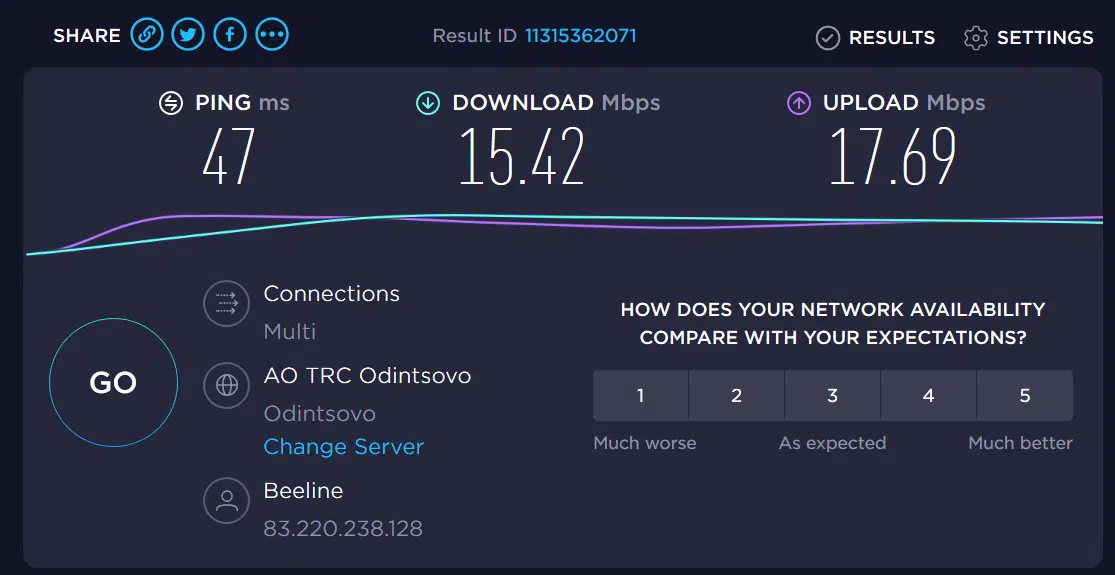 SHARE
Result ID 11315362071
RESULTS
SETTINGS
PING ms
47
DOWNLOAD Mbps
15.42
UPLOAD Mbps
17.69
GO
Connections
Multi
AO TRC Odintsovo
Odintsovo
Change Server
Beeline
83.220.238.128
HOW DOES YOUR NETWORK AVAILABILITY
COMPARE WITH YOUR EXPECTATIONS?
1 2 3 4 5
Much worse As expected Much better